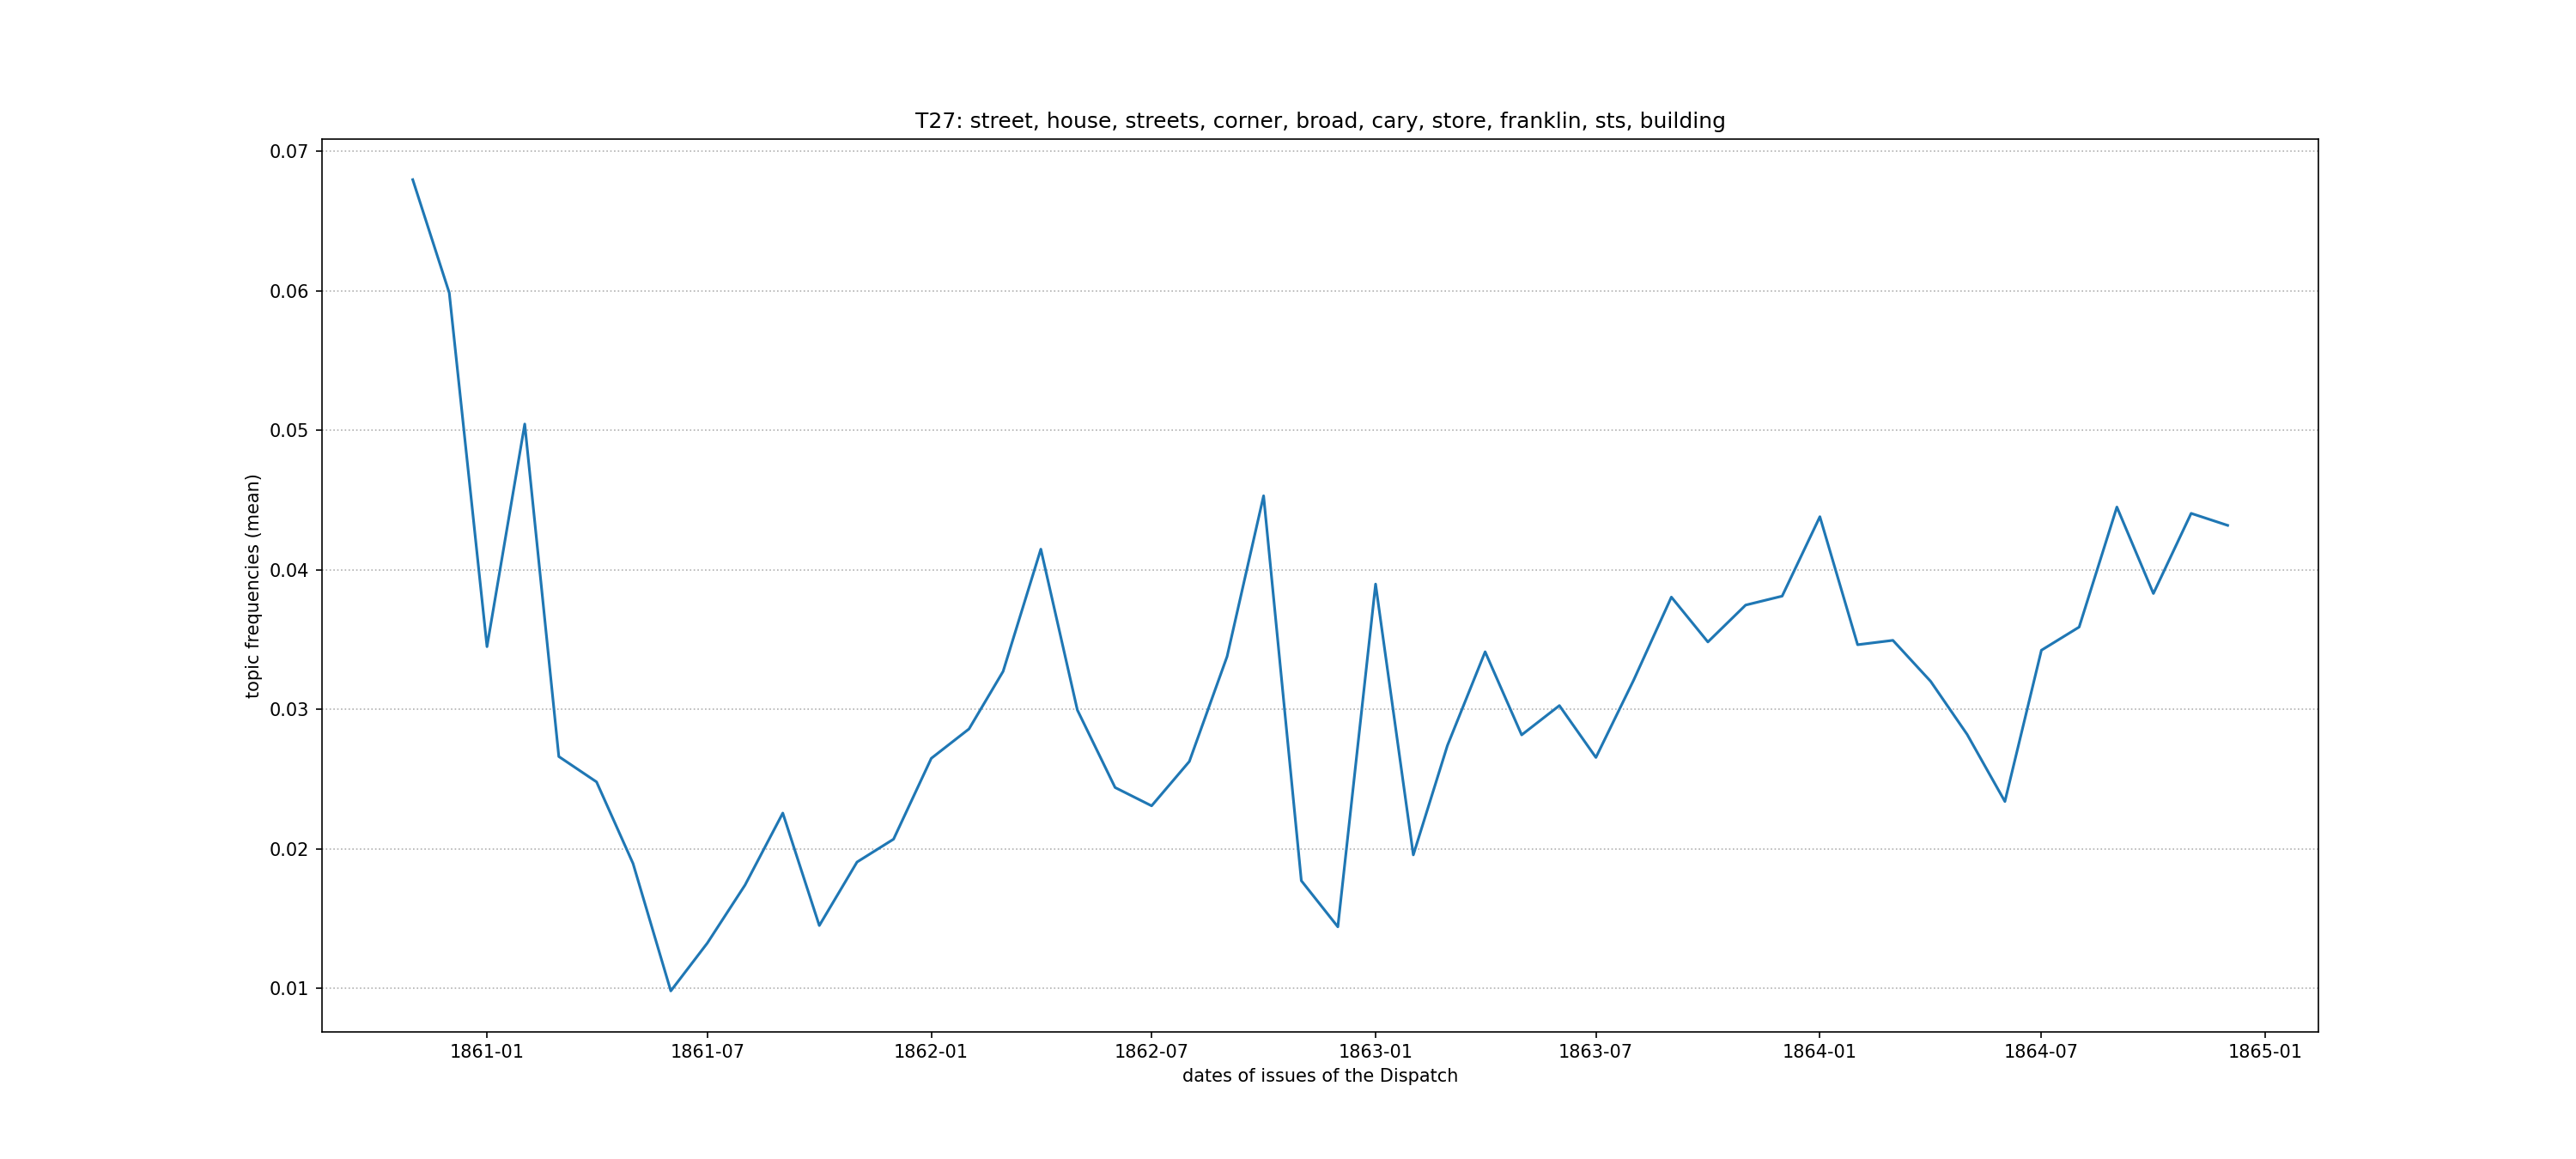 T27: street, house, streets, corner, broad, cary, store, franklin, sts, building
0.07
0.06
0.05
0.04
0.03
0.02
0.01
topic frequencies (mean)
1861-01 1861-07 1862-01 1862-07 1863-01 1863-07 1864-01 1864-07 1865-01
dates of issues of the Dispatch